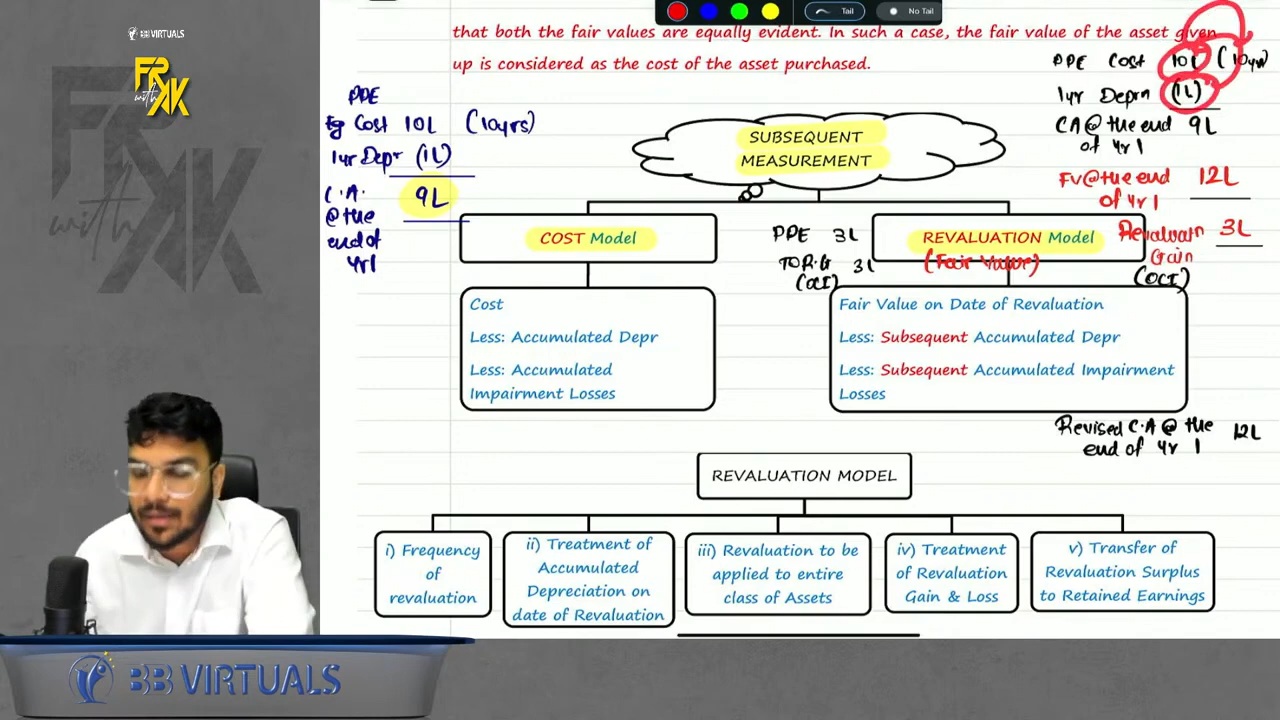 Tail
No Tail
BB VIRTUALS
FR
with
AK
that both the fair values are equally evident. In such a case, the fair value of the asset given
up is considered as the cost of the asset purchased.
PPE Cost 10L (10yrs)
1yr Deprn (1L)
CA @ the end of Yr 1 9L
FV @ the end of Yr 1 12L
Revaluan Gain 3L
(OCI)
PPE
Eg Cost 10L (10yrs)
1yr Depr (1L)
C.A. @ the end of Yr1 9L
SUBSEQUENT
MEASUREMENT
COST Model
PPE 3L
TO R.G 3L
(OCI)
REVALUATION Model
(Fair Value)
Cost
Less: Accumulated Depr
Less: Accumulated
Impairment Losses
Fair Value on Date of Revaluation
Less: Subsequent Accumulated Depr
Less: Subsequent Accumulated Impairment
Losses
Revised C.A @ the end of Yr 1 12L
REVALUATION MODEL
i) Frequency
of
revaluation
ii) Treatment of
Accumulated
Depreciation on
date of Revaluation
iii) Revaluation to be
applied to entire
class of Assets
iv) Treatment
of Revaluation
Gain & Loss
v) Transfer of
Revaluation Surplus
to Retained Earnings
BB VIRTUALS